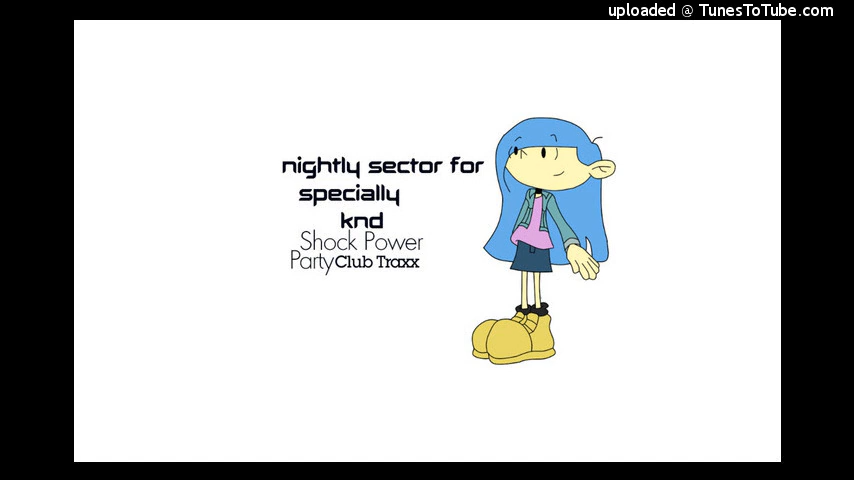 uploaded @ TunesToTube.com
nightly sector for
specially
knd
Shock Power
Party Club Traxx